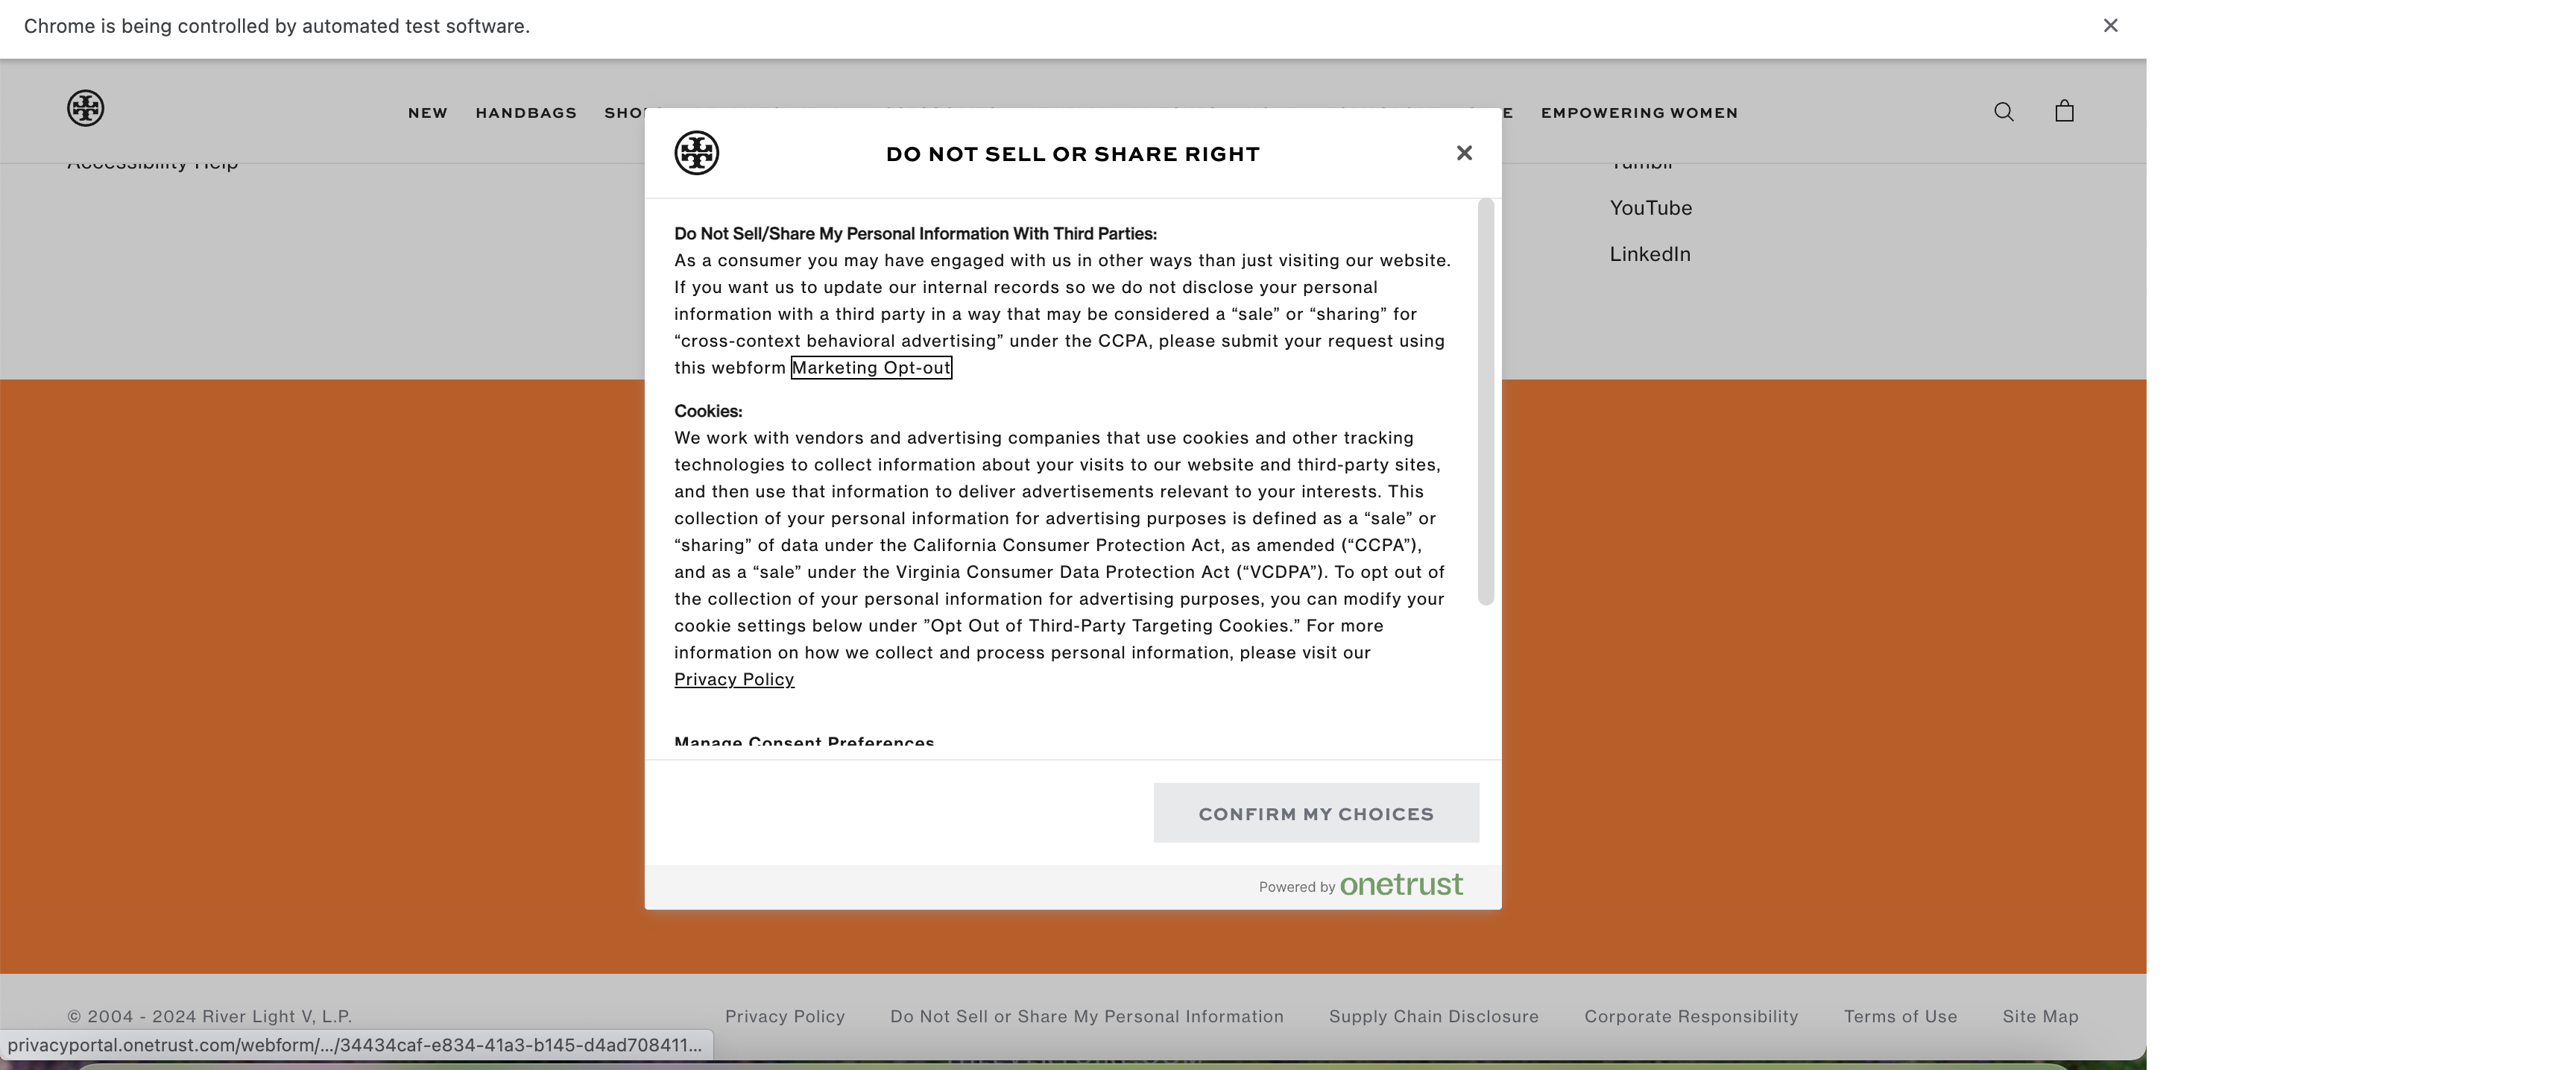 Chrome is being controlled by automated test software.
NEW HANDBAGS EMPOWERING WOMEN
Accessibility Help
YouTube
LinkedIn
DO NOT SELL OR SHARE RIGHT
Do Not Sell/Share My Personal Information With Third Parties:
As a consumer you may have engaged with us in other ways than just visiting our website.
If you want us to update our internal records so we do not disclose your personal
information with a third party in a way that may be considered a “sale” or “sharing” for
“cross-context behavioral advertising” under the CCPA, please submit your request using
this webform Marketing Opt-out
Cookies:
We work with vendors and advertising companies that use cookies and other tracking
technologies to collect information about your visits to our website and third-party sites,
and then use that information to deliver advertisements relevant to your interests. This
collection of your personal information for advertising purposes is defined as a “sale” or
“sharing” of data under the California Consumer Protection Act, as amended (“CCPA”),
and as a “sale” under the Virginia Consumer Data Protection Act (“VCDPA”). To opt out of
the collection of your personal information for advertising purposes, you can modify your
cookie settings below under ”Opt Out of Third-Party Targeting Cookies.” For more
information on how we collect and process personal information, please visit our
Privacy Policy
Manage Consent Preferences
CONFIRM MY CHOICES
Powered by onetrust
© 2004 - 2024 River Light V, L.P. Privacy Policy Do Not Sell or Share My Personal Information Supply Chain Disclosure Corporate Responsibility Terms of Use Site Map
privacyportal.onetrust.com/webform/.../34434caf-e834-41a3-b145-d4ad708411...